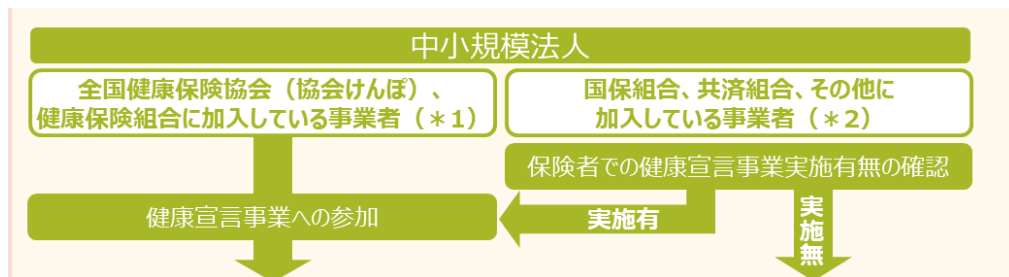 中小規模法人
全国健康保険協会（協会けんぽ）、
健康保険組合に加入している事業者（＊1）
国保組合、共済組合、その他に
加入している事業者（＊2）
保険者での健康宣言事業実施有無の確認
健康宣言事業への参加
実施有
実施無